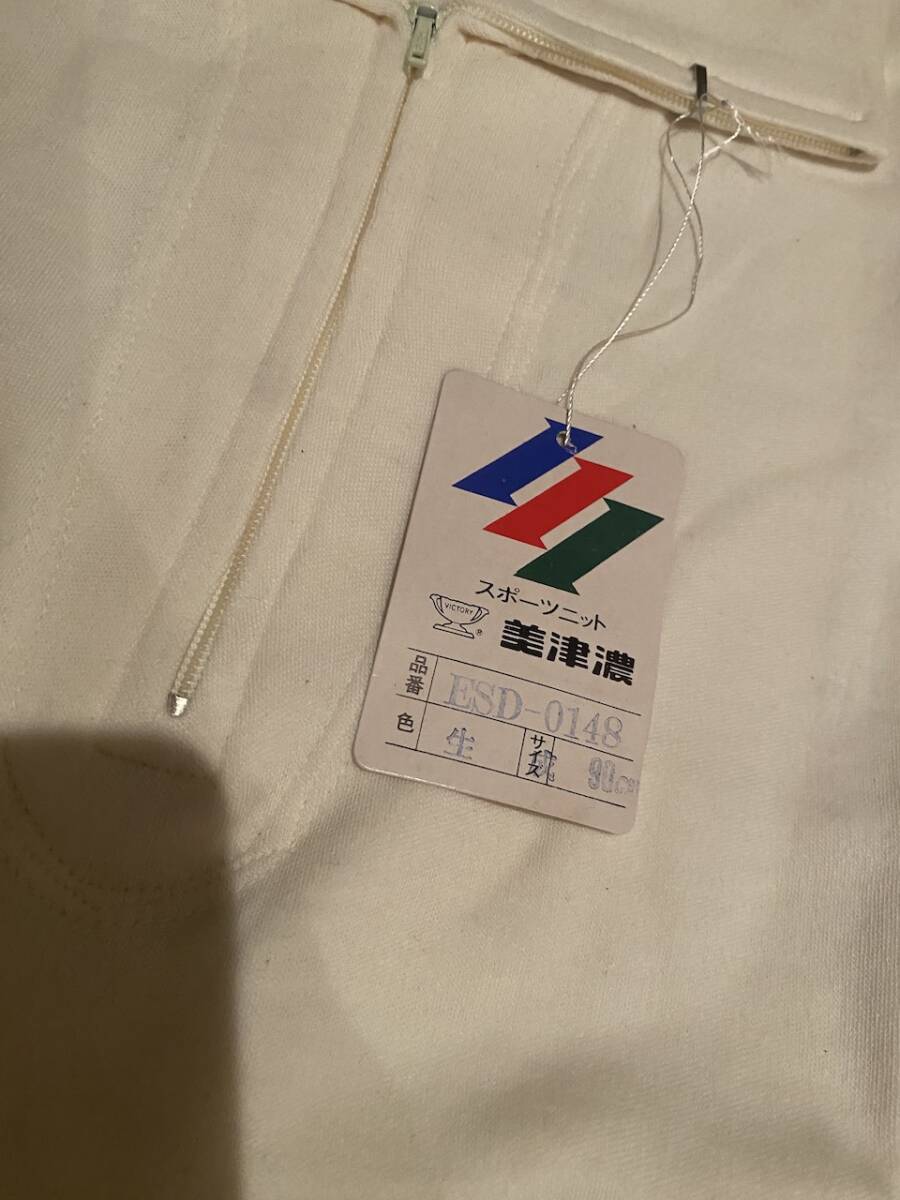 スポーツニット
VICTORY ®
美津濃
品番 ESD-0148
色 生 サイズ 90cm